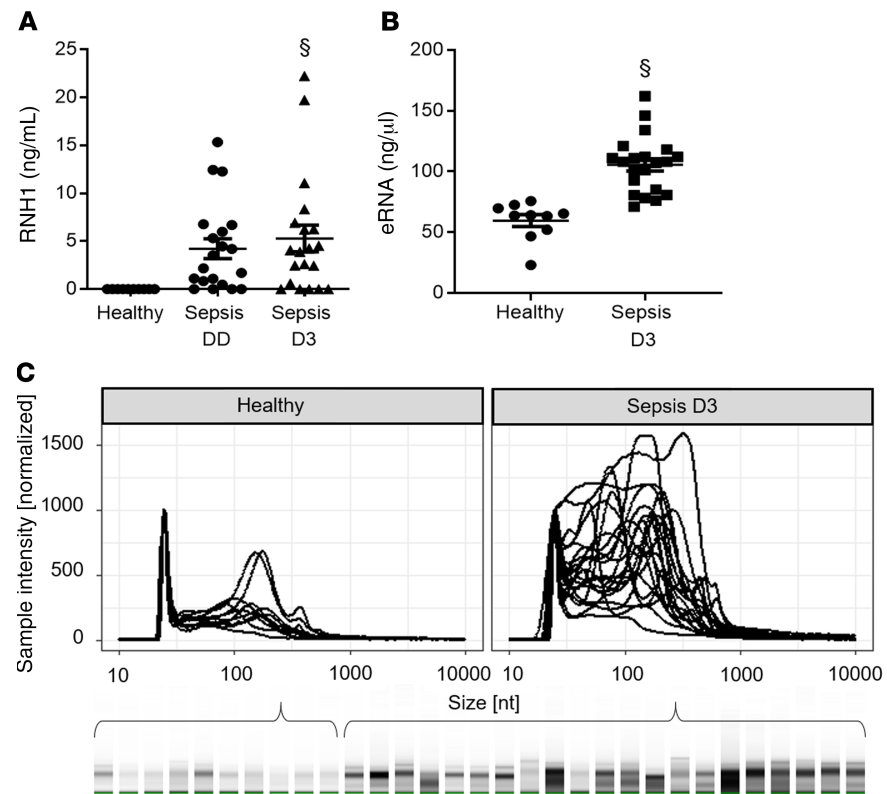 A
25
20
15
10
5
0
RNH1 (ng/mL)
§
Healthy
Sepsis DD
Sepsis D3
B
200
150
100
50
0
eRNA (ng/µl)
§
Healthy
Sepsis D3
C
Sample intensity [normalized]
1500
1000
500
0
Healthy
Sepsis D3
10 100 1000 10000
10 100 1000 10000
Size [nt]